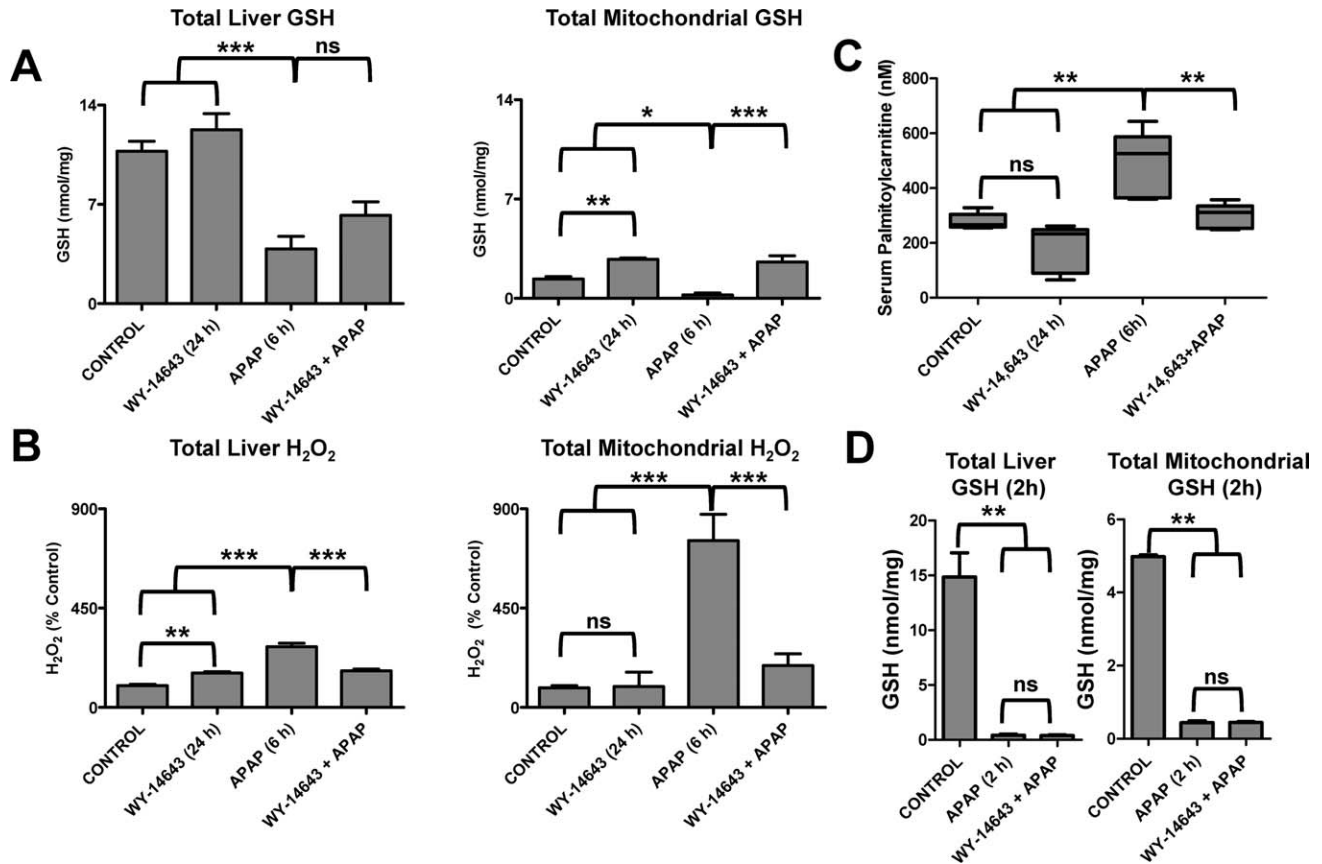 A
Total Liver GSH
***
ns
GSH (nmol/mg)
14
7
0
CONTROL
WY-14643 (24 h)
APAP (6 h)
WY-14643 + APAP
Total Mitochondrial GSH
*
***
**
GSH (nmol/mg)
14
7
0
CONTROL
WY-14643 (24 h)
APAP (6 h)
WY-14643 + APAP
C
**
**
ns
Serum Palmitoylcarnitine (nM)
800
600
400
200
0
CONTROL
WY-14,643 (24 h)
APAP (6h)
WY-14,643+APAP
B
Total Liver H₂O₂
***
***
**
H₂O₂ (% Control)
900
450
0
CONTROL
WY-14643 (24 h)
APAP (6 h)
WY-14643 + APAP
Total Mitochondrial H₂O₂
***
***
ns
H₂O₂ (% Control)
900
450
0
CONTROL
WY-14643 (24 h)
APAP (6 h)
WY-14643 + APAP
D
Total Liver
GSH (2h)
**
ns
GSH (nmol/mg)
20
15
10
5
0
CONTROL
APAP (2 h)
WY-14643 + APAP
Total Mitochondrial
GSH (2h)
**
ns
GSH (nmol/mg)
6
4
2
0
CONTROL
APAP (2 h)
WY-14643 + APAP